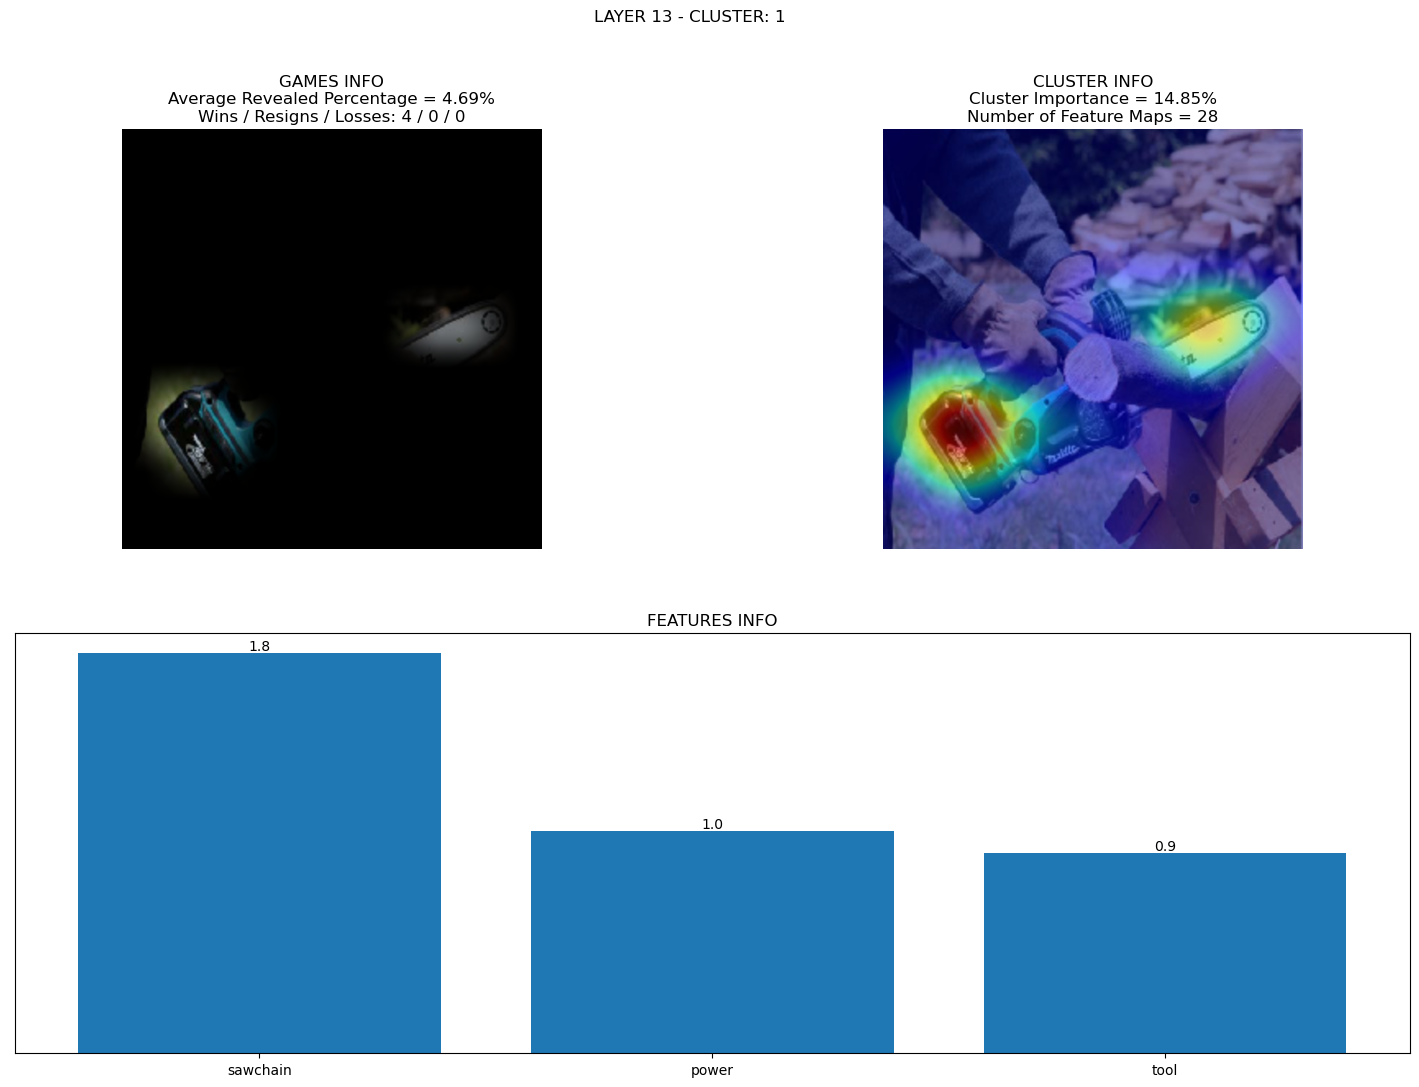 LAYER 13 - CLUSTER: 1
GAMES INFO
Average Revealed Percentage = 4.69%
Wins / Resigns / Losses: 4 / 0 / 0
CLUSTER INFO
Cluster Importance = 14.85%
Number of Feature Maps = 28
makita
FEATURES INFO
1.8
1.0
0.9
sawchain
power
tool